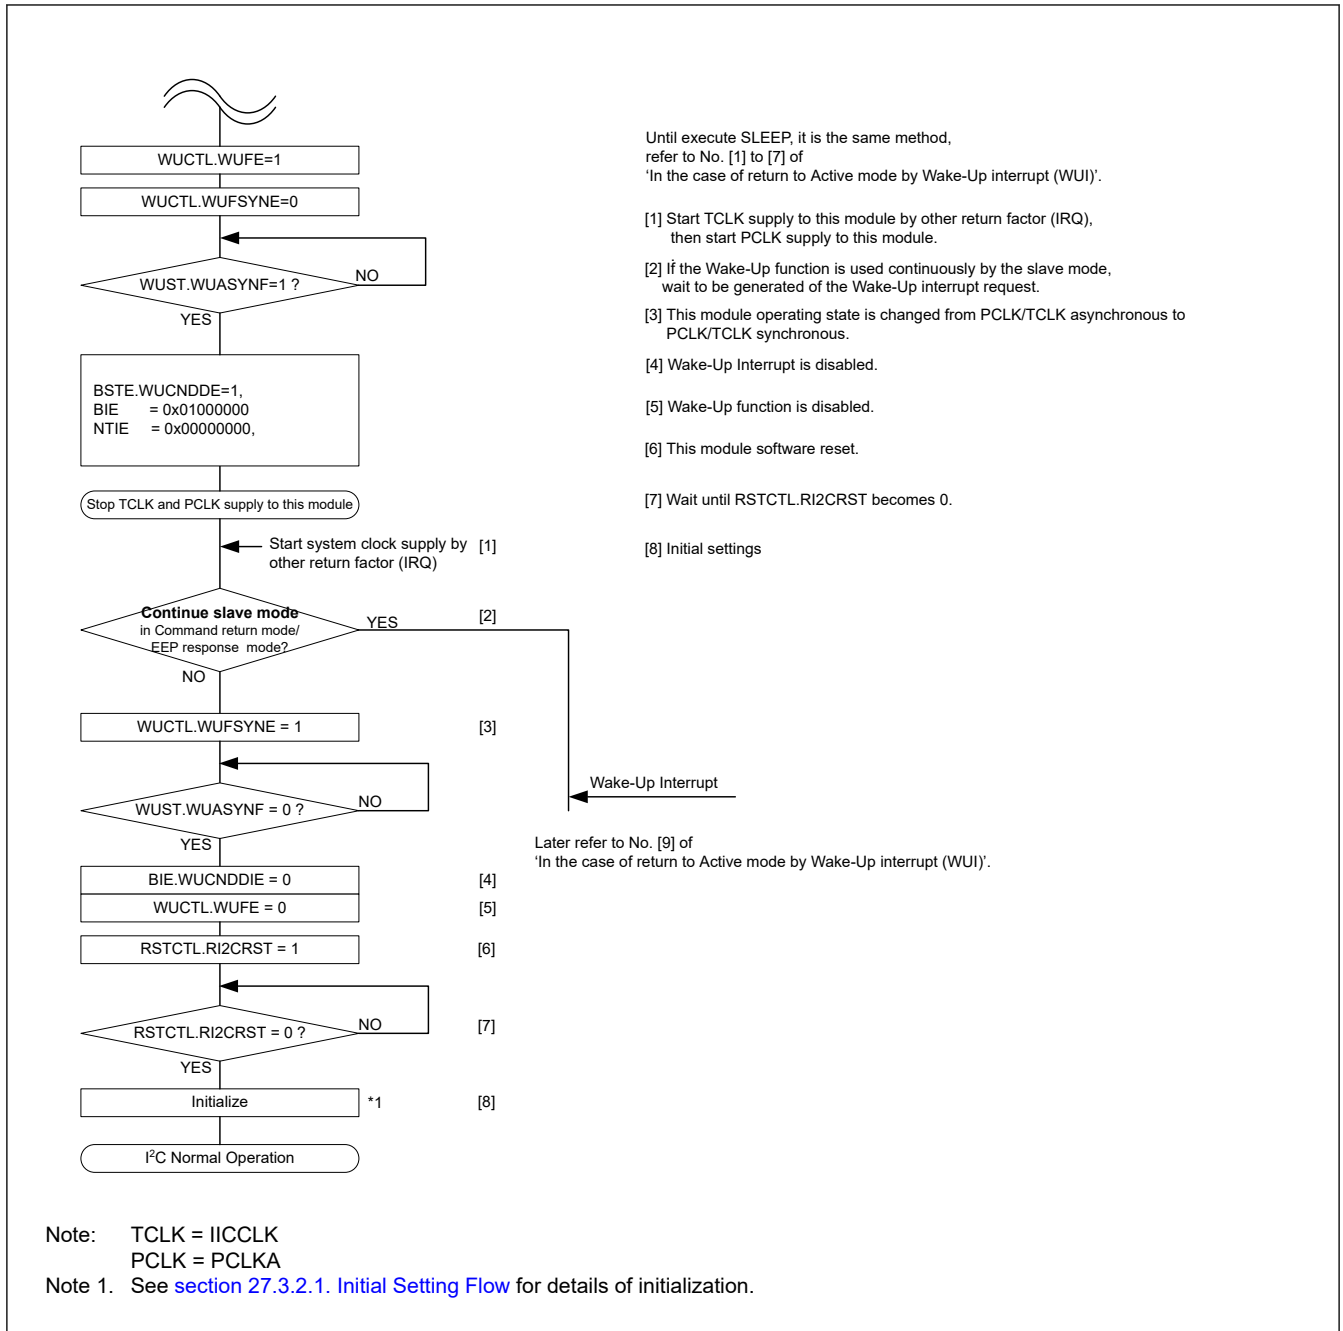 WUCTL.WUFE=1
WUCTL.WUFSYNE=0
WUST.WUASYNF=1 ?
NO
YES
BSTE.WUCNDDE=1,
BIE = 0x01000000
NTIE = 0x00000000,
Stop TCLK and PCLK supply to this module
Start system clock supply by [1]
other return factor (IRQ)
Continue slave mode
in Command return mode/
EEP response mode?
YES
[2]
NO
WUCTL.WUFSYNE = 1
[3]
WUST.WUASYNF = 0 ?
NO
YES
BIE.WUCNDDIE = 0
[4]
WUCTL.WUFE = 0
[5]
RSTCTL.RI2CRST = 1
[6]
RSTCTL.RI2CRST = 0 ?
NO
[7]
YES
Initialize
*1
[8]
I²C Normal Operation
Until execute SLEEP, it is the same method,
refer to No. [1] to [7] of
‘In the case of return to Active mode by Wake-Up interrupt (WUI)’.
[1] Start TCLK supply to this module by other return factor (IRQ),
then start PCLK supply to this module.
[2] If the Wake-Up function is used continuously by the slave mode,
wait to be generated of the Wake-Up interrupt request.
[3] This module operating state is changed from PCLK/TCLK asynchronous to
PCLK/TCLK synchronous.
[4] Wake-Up Interrupt is disabled.
[5] Wake-Up function is disabled.
[6] This module software reset.
[7] Wait until RSTCTL.RI2CRST becomes 0.
[8] Initial settings
Wake-Up Interrupt
Later refer to No. [9] of
‘In the case of return to Active mode by Wake-Up interrupt (WUI)’.
Note: TCLK = IICCLK
PCLK = PCLKA
Note 1. See section 27.3.2.1. Initial Setting Flow for details of initialization.